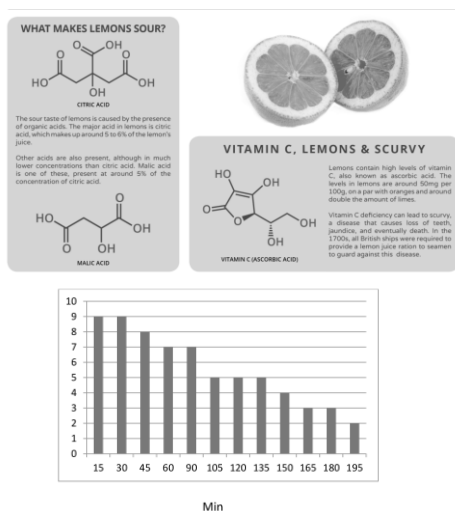 WHAT MAKES LEMONS SOUR?
O
OH
O
O
HO
OH
OH
CITRIC ACID
The sour taste of lemons is caused by the presence
of organic acids. The major acid in lemons is citric
acid, which makes up around 5 to 6% of the lemon's
juice.
Other acids are also present, although in much
lower concentrations than citric acid. Malic acid
is one of these, present at around 5% of the
concentration of citric acid.
HO
O
O
OH
OH
MALIC ACID
VITAMIN C, LEMONS & SCURVY
HO
OH
O
O
OH
OH
VITAMIN C (ASCORBIC ACID)
Lemons contain high levels of vitamin
C, also known as ascorbic acid. The
levels in lemons are around 50mg per
100g, on a par with oranges and around
double the amount of limes.
Vitamin C deficiency can lead to scurvy,
a disease that causes loss of teeth,
jaundice, and eventually death. In the
1700s, all British ships were required to
provide a lemon juice ration to seamen
to guard against this disease.
10
9
8
7
6
5
4
3
2
1
0
15 30 45 60 90 105 120 135 150 165 180 195
Min